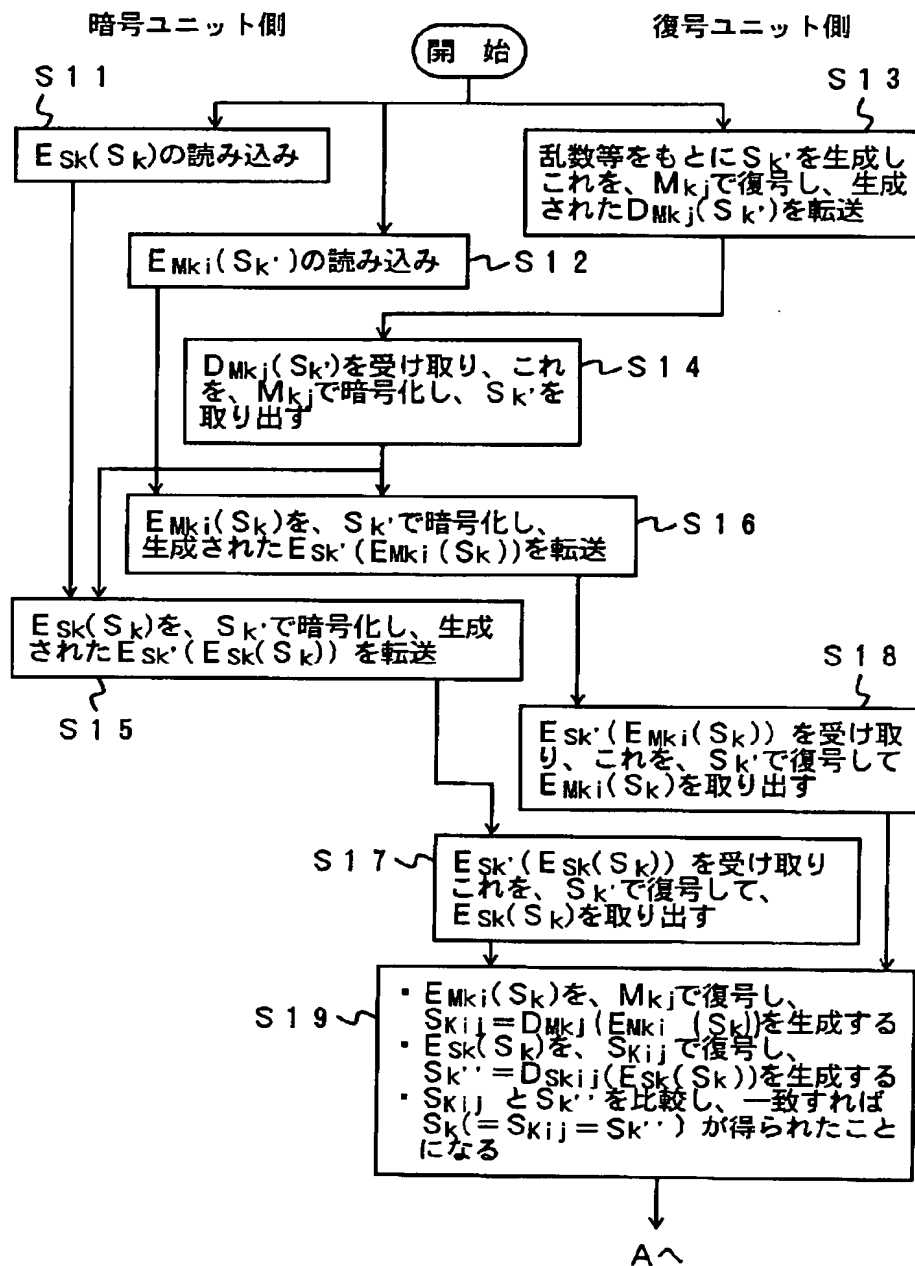 暗号ユニット側
復号ユニット側
開 始
S11
S13
ESk(Sk)の読み込み
乱数等をもとにSk'を生成し
これを、Mkjで復号し、生成
されたDMkj(Sk')を転送
EMki(Sk')の読み込み
S12
DMkj(Sk')を受け取り、これ
を、Mkjで暗号化し、Sk'を
取り出す
S14
EMki(Sk)を、Sk'で暗号化し、
生成されたESk'(EMki(Sk))を転送
S16
ESk(Sk)を、Sk'で暗号化し、生成
されたESk'(ESk(Sk))を転送
S15
S18
ESk'(EMki(Sk))を受け取
り、これを、Sk'で復号して
EMki(Sk)を取り出す
S17
ESk'(ESk(Sk))を受け取り
これを、Sk'で復号して、
ESk(Sk)を取り出す
S19
・EMki(Sk)を、Mkjで復号し、
SKij=DMkj(EMki (Sk))を生成する
・ESk(Sk)を、SKijで復号し、
Sk''=DSkij(ESk(Sk))を生成する
・SKij とSk''を比較し、一致すれば
Sk(=SKij=Sk'')が得られたこと
になる
Aへ